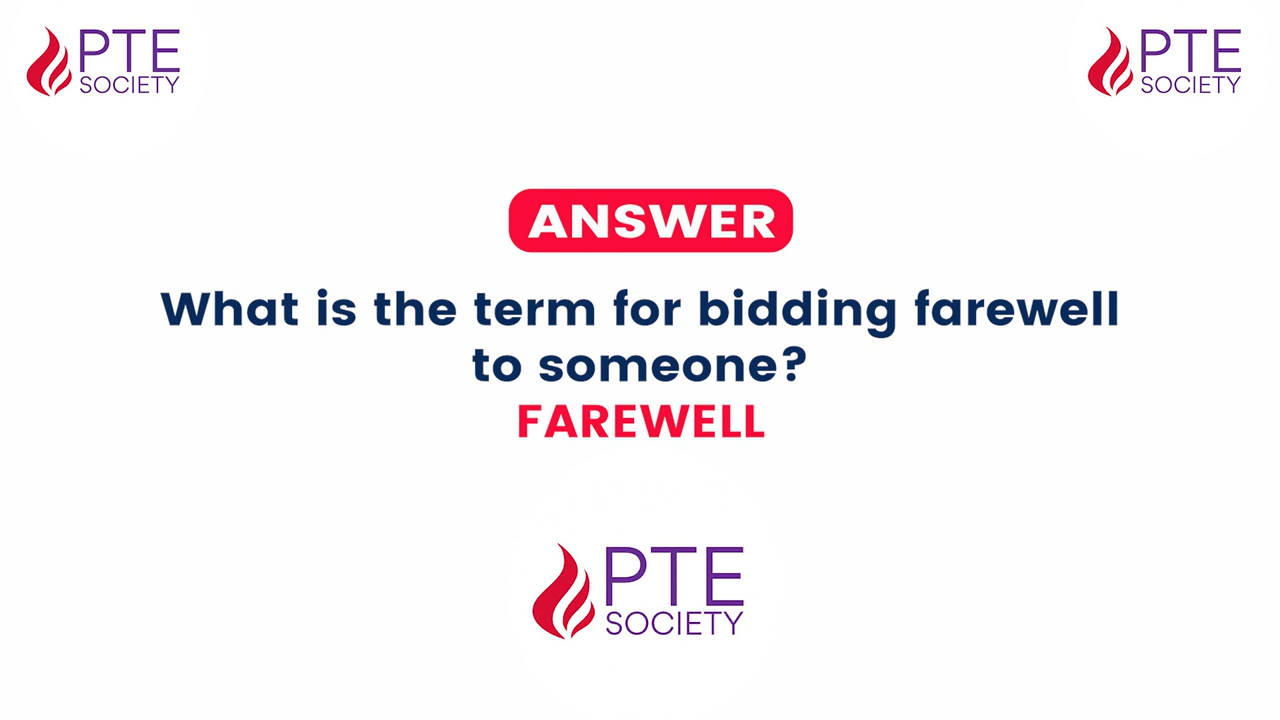 PTE
SOCIETY
PTE
SOCIETY
ANSWER
What is the term for bidding farewell
to someone?
FAREWELL
PTE
SOCIETY